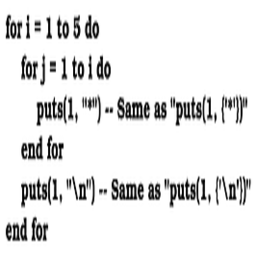 for i = 1 to 5 do
for j = 1 to i do
puts(1, "*") -- Same as "puts(1, {'*'})"
end for
puts(1, "\n") -- Same as "puts(1, {'\n'})"
end for